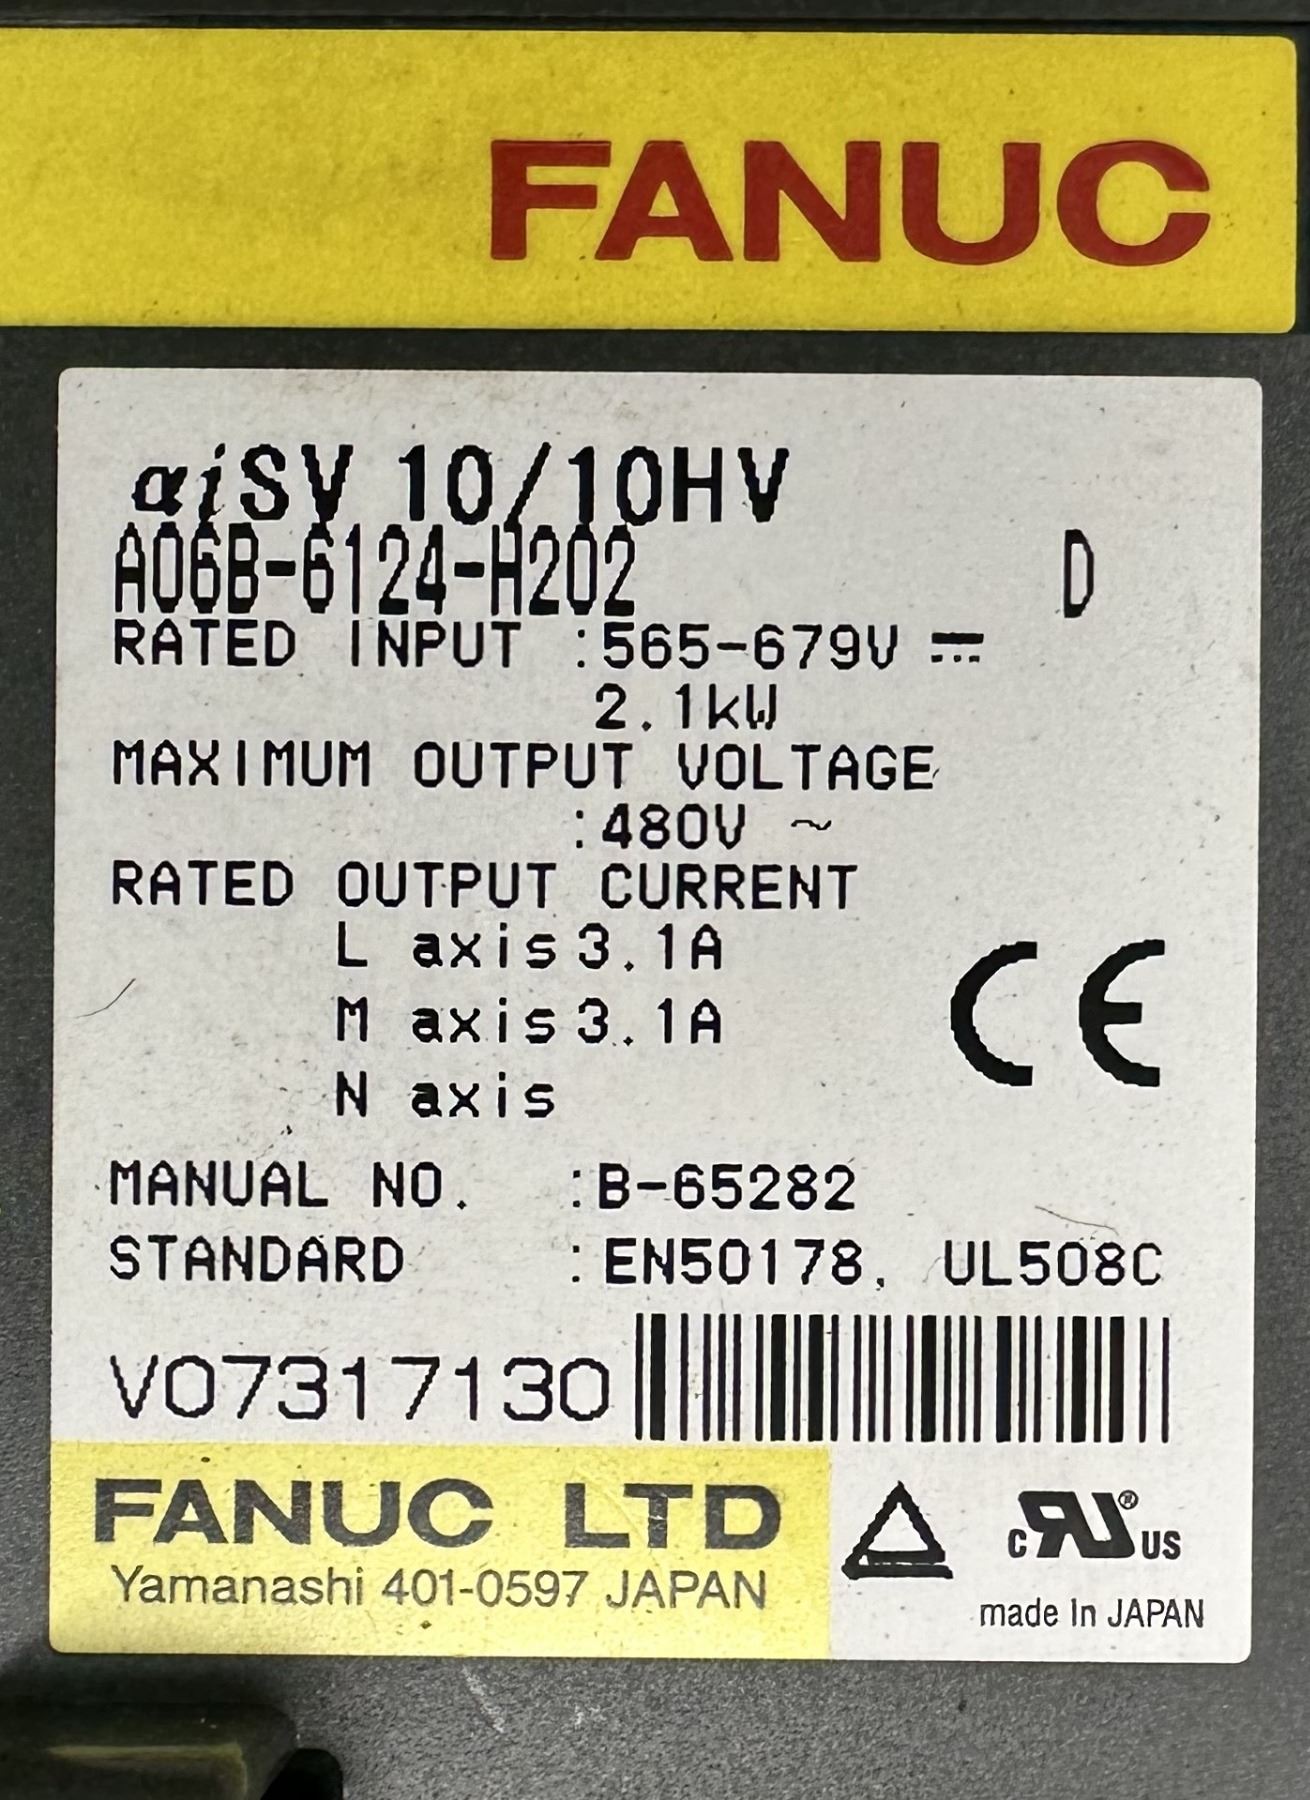 FANUC
αiSV 10/10HV
A06B-6124-H202 D
RATED INPUT :565-679V ⎓
2.1kW
MAXIMUM OUTPUT VOLTAGE
:480V ~
RATED OUTPUT CURRENT
L axis 3.1A
M axis 3.1A
N axis
MANUAL NO. :B-65282
STANDARD :EN50178, UL508C
V07317130
FANUC LTD
Yamanashi 401-0597 JAPAN
CE
c RU® US
made in JAPAN